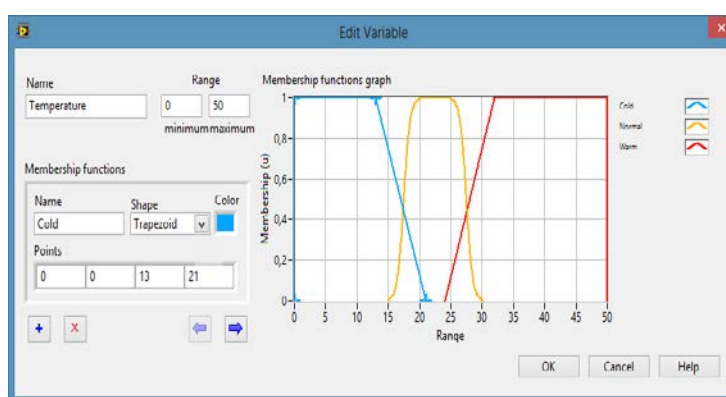 Edit Variable
Name
Range
Temperature
0
50
minimum maximum
Membership functions
Name
Shape
Color
Cold
Trapezoid
Points
0
0
13
21
Membership functions graph
Membership (u)
1
0,8
0,6
0,4
0,2
0
0
5
10
15
20
25
30
35
40
45
50
Range
Cold
Normal
Warm
OK
Cancel
Help